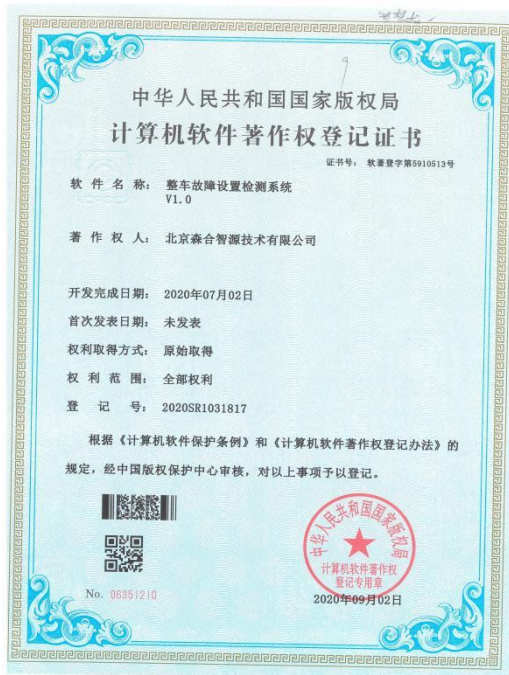 9
中华人民共和国国家版权局
计算机软件著作权登记证书
证书号: 软著登字第5910513号
软件名称: 整车故障设置检测系统
V1.0
著作权人: 北京森合智源技术有限公司
开发完成日期: 2020年07月02日
首次发表日期: 未发表
权利取得方式: 原始取得
权利范围: 全部权利
登记号: 2020SR1031817
根据《计算机软件保护条例》和《计算机软件著作权登记办法》的
规定，经中国版权保护中心审核，对以上事项予以登记。
中华人民共和国国家版权局
计算机软件著作权
登记专用章
No. 06351210
2020年09月02日